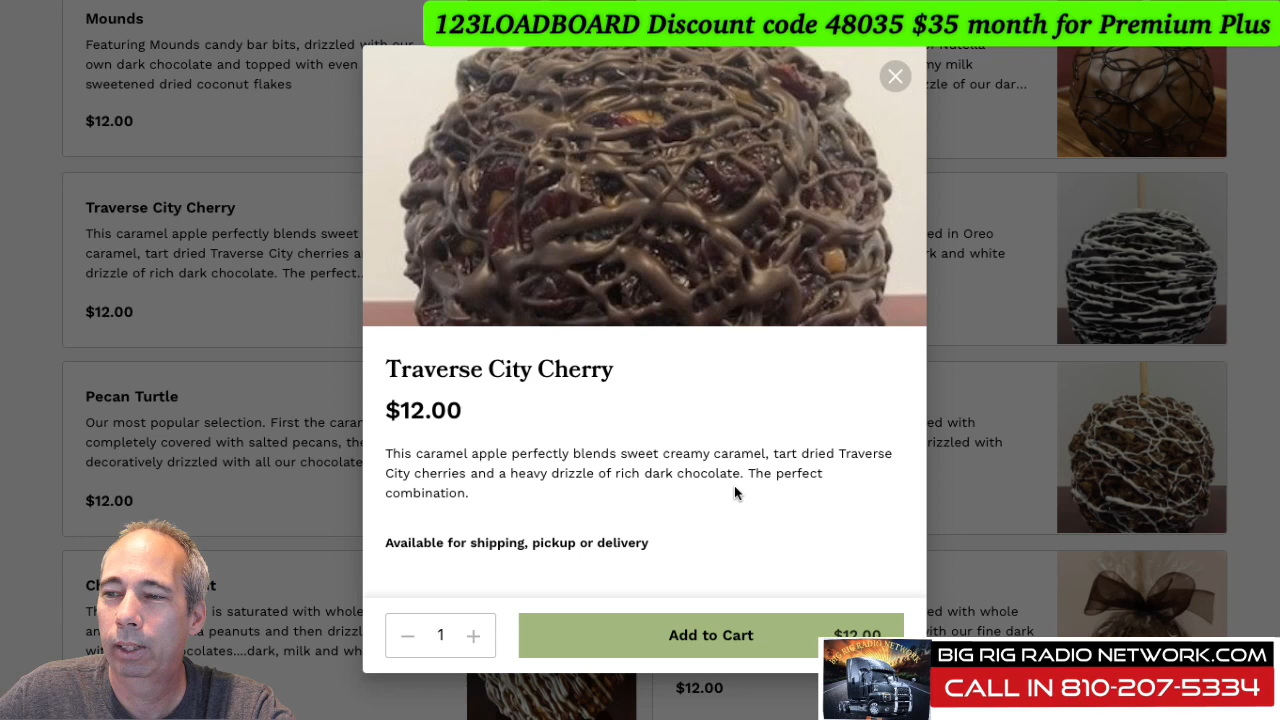 123LOADBOARD Discount code 48035 $35 month for Premium Plus
Mounds
Featuring Mounds candy bar bits, drizzled with our
own dark chocolate and topped with even
sweetened dried coconut flakes
$12.00
Nutella
my milk
zzle of our dar...
Traverse City Cherry
This caramel apple perfectly blends sweet
caramel, tart dried Traverse City cherries a
drizzle of rich dark chocolate. The perfect...
$12.00
ed in Oreo
rk and white
Pecan Turtle
Our most popular selection. First the carar
completely covered with salted pecans, the
decoratively drizzled with all our chocolate
$12.00
ed with
rizzled with
Traverse City Cherry
$12.00
This caramel apple perfectly blends sweet creamy caramel, tart dried Traverse
City cherries and a heavy drizzle of rich dark chocolate. The perfect
combination.
Available for shipping, pickup or delivery
1
Add to Cart
$12.00
is saturated with whole
peanuts and then drizzl
ocolates....dark, milk and wh
ed with whole
with our fine dark
$12.00
BIG RIG RADIO NETWORK
BIG RIG RADIO NETWORK.COM
CALL IN 810-207-5334